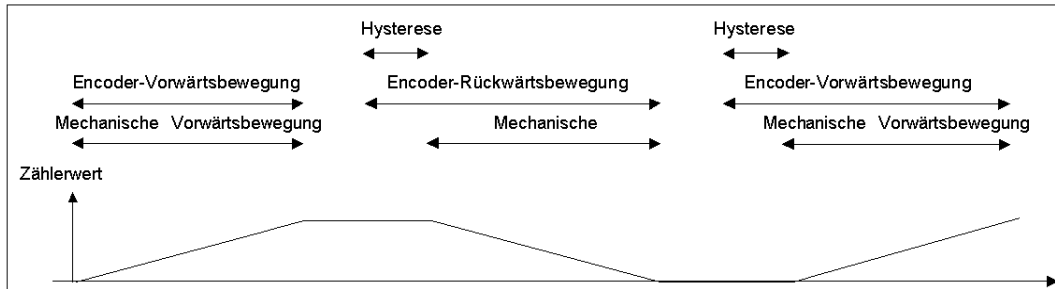 Hysterese Hysterese
Encoder-Vorwärtsbewegung Encoder-Rückwärtsbewegung Encoder-Vorwärtsbewegung
Mechanische Vorwärtsbewegung Mechanische Mechanische Vorwärtsbewegung
Zählerwert